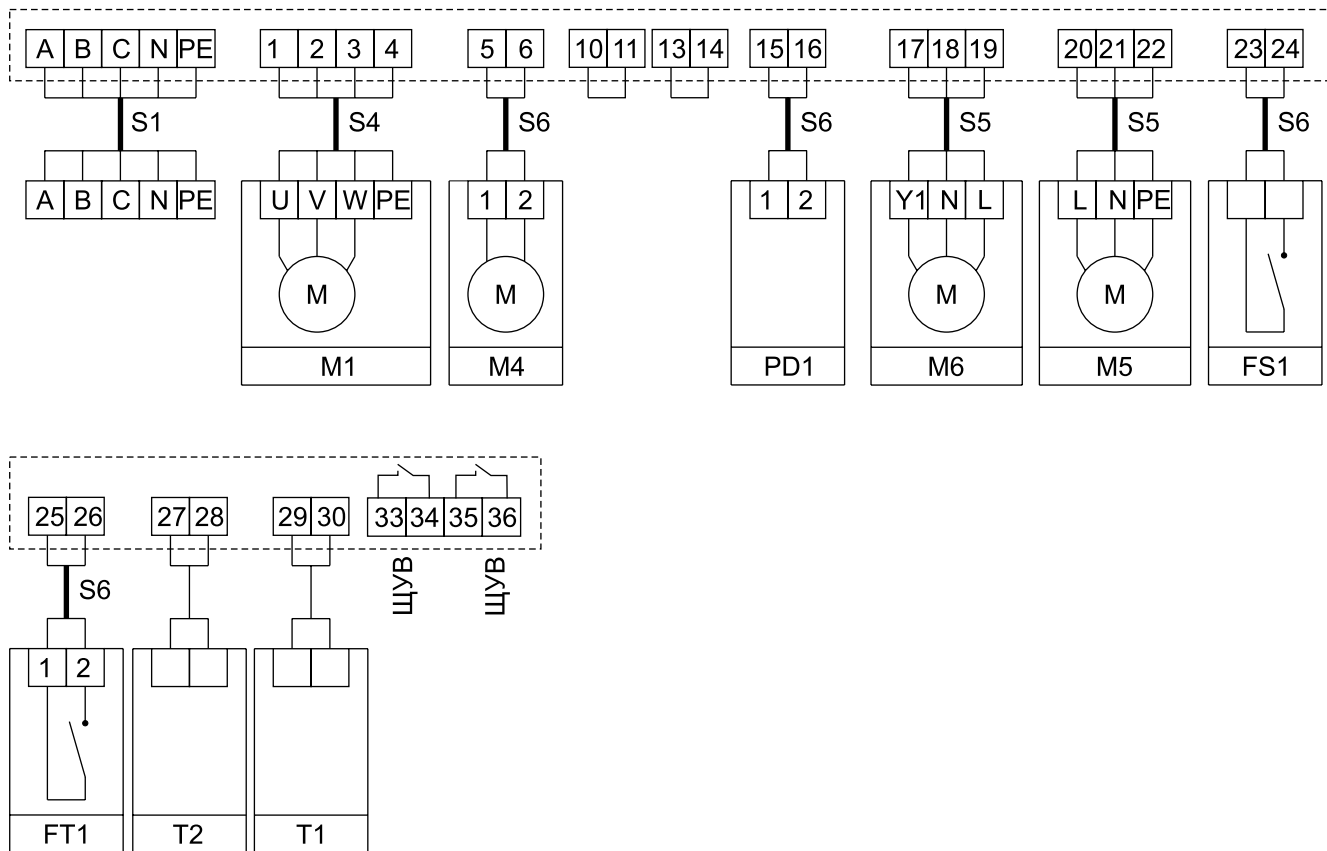 A B C N PE 1 2 3 4 5 6 10 11 13 14 15 16 17 18 19 20 21 22 23 24
S1 S4 S6 S6 S5 S5 S6
A B C N PE U V W PE 1 2 1 2 Y1 N L L N PE
M M M M
M1 M4 PD1 M6 M5 FS1
25 26 27 28 29 30 33 34 35 36
S6 ЩУВ ЩУВ
1 2
FT1 T2 T1